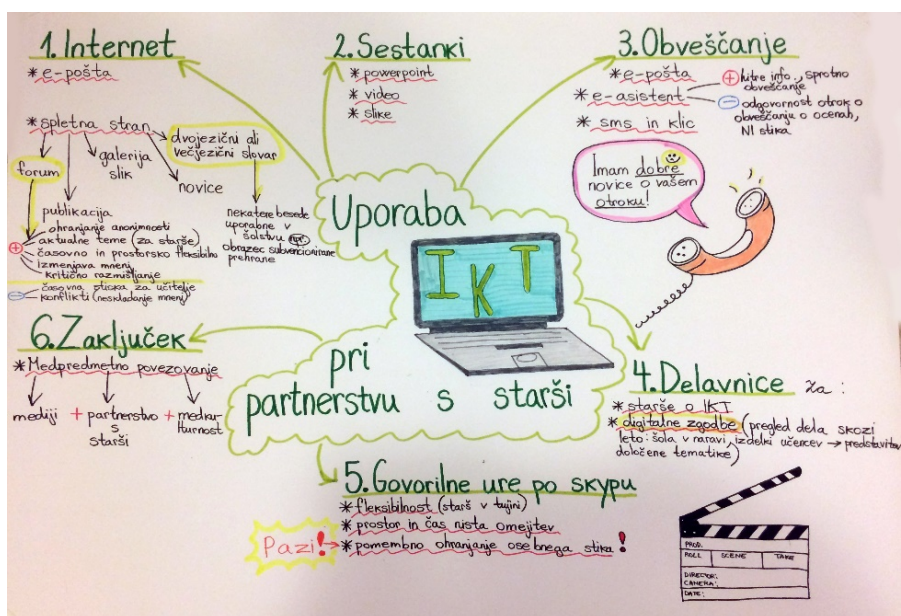 1. Internet
* e-pošta
* spletna stran
forum
publikacija
galerija
slik
novice
dvojezični ali
večjezični slovar
nekatere besede
uporabne v
šolstvu npr.
obrazec subvencionirane
prehrane
ohranjanje anonimnosti
+ aktualne teme (za starše)
časovno in prostorsko fleksibilno
izmenjava mnenj
kritično razmišljanje
- časovna stiska za učitelje
konflikti (neskladanje mnenj)
2. Sestanki
* powerpoint
* video
* slike
3. Obveščanje
* e-pošta
* e-asistent
+ hitre info., sprotno
obveščanje
- odgovornost otrok o
obveščanju o ocenah,
NI stika
* sms in klic
Imam dobre
novice o vašem
otroku!
Uporaba
IKT
pri
partnerstvu s starši
4. Delavnice za:
* starše o IKT
* digitalne zgodbe (pregled dela skozi
leto: šola v naravi, izdelki učencev → predstavitev
določene tematike)
5. Govorilne ure po skypu
* fleksibilnost (starš v tujini)
* prostor in čas nista omejitev
Pazi! → * pomembno ohranjanje osebnega stika!
6. Zaključek
* Medpredmetno povezovanje
mediji + partnerstvo
s
starši
+ medkul-
turnost
PROD.
ROLL SCENE TAKE
DIRECTOR:
CAMERA:
DATE: